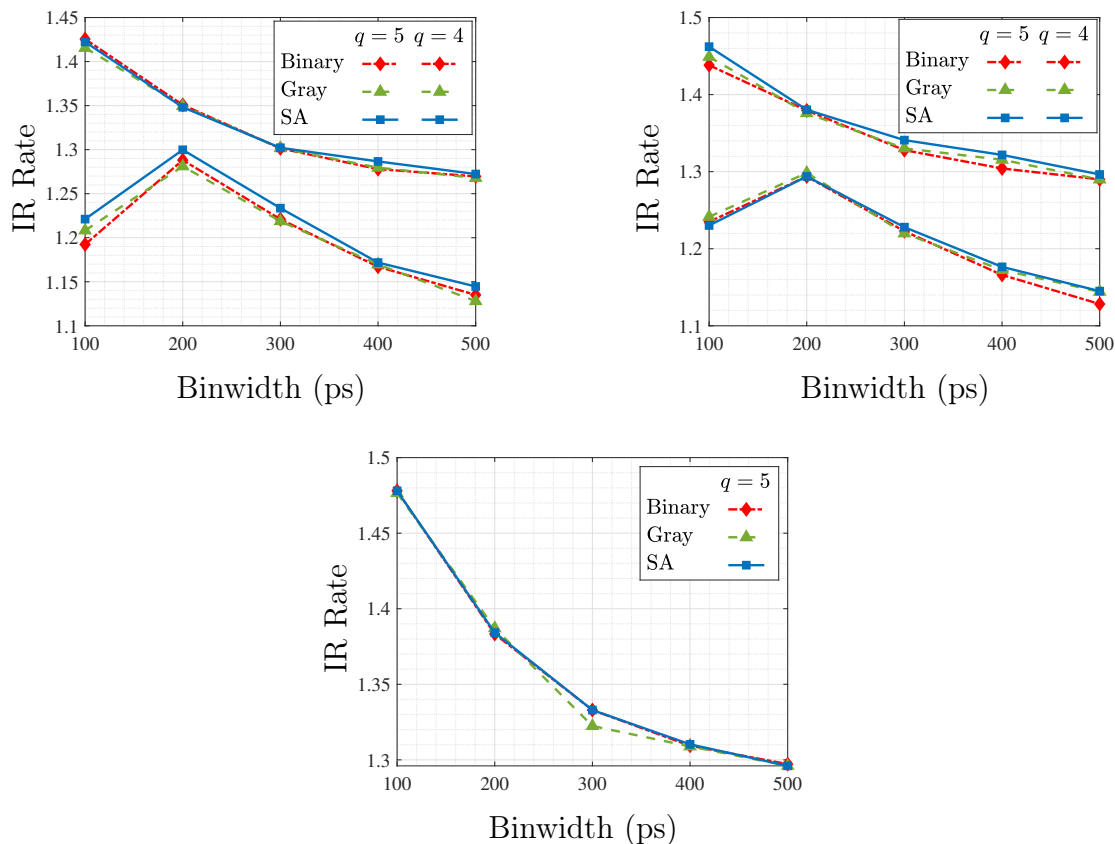 1.45
1.4
1.35
1.3
1.25
1.2
1.15
1.1
IR Rate
100 200 300 400 500
Binwidth (ps)
q = 5 q = 4
Binary
Gray
SA
1.5
1.4
1.3
1.2
1.1
IR Rate
100 200 300 400 500
Binwidth (ps)
q = 5 q = 4
Binary
Gray
SA
1.5
1.45
1.4
1.35
1.3
IR Rate
100 200 300 400 500
Binwidth (ps)
q = 5
Binary
Gray
SA